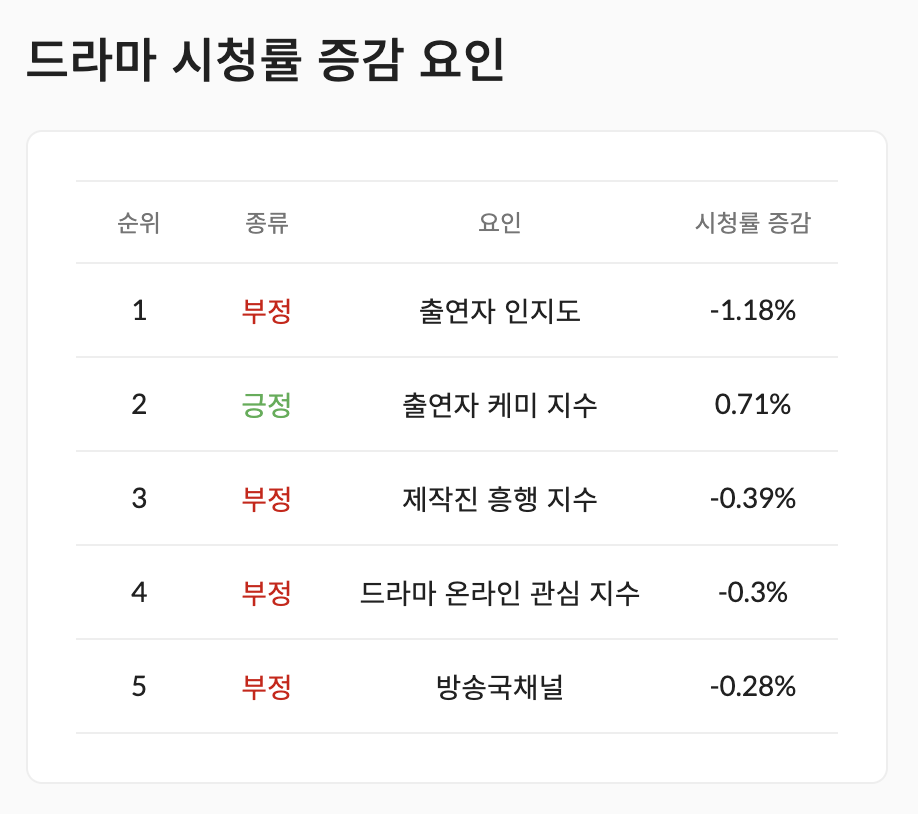 드라마 시청률 증감 요인
순위 종류 요인 시청률 증감
1 부정 출연자 인지도 -1.18%
2 긍정 출연자 케미 지수 0.71%
3 부정 제작진 흥행 지수 -0.39%
4 부정 드라마 온라인 관심 지수 -0.3%
5 부정 방송국채널 -0.28%